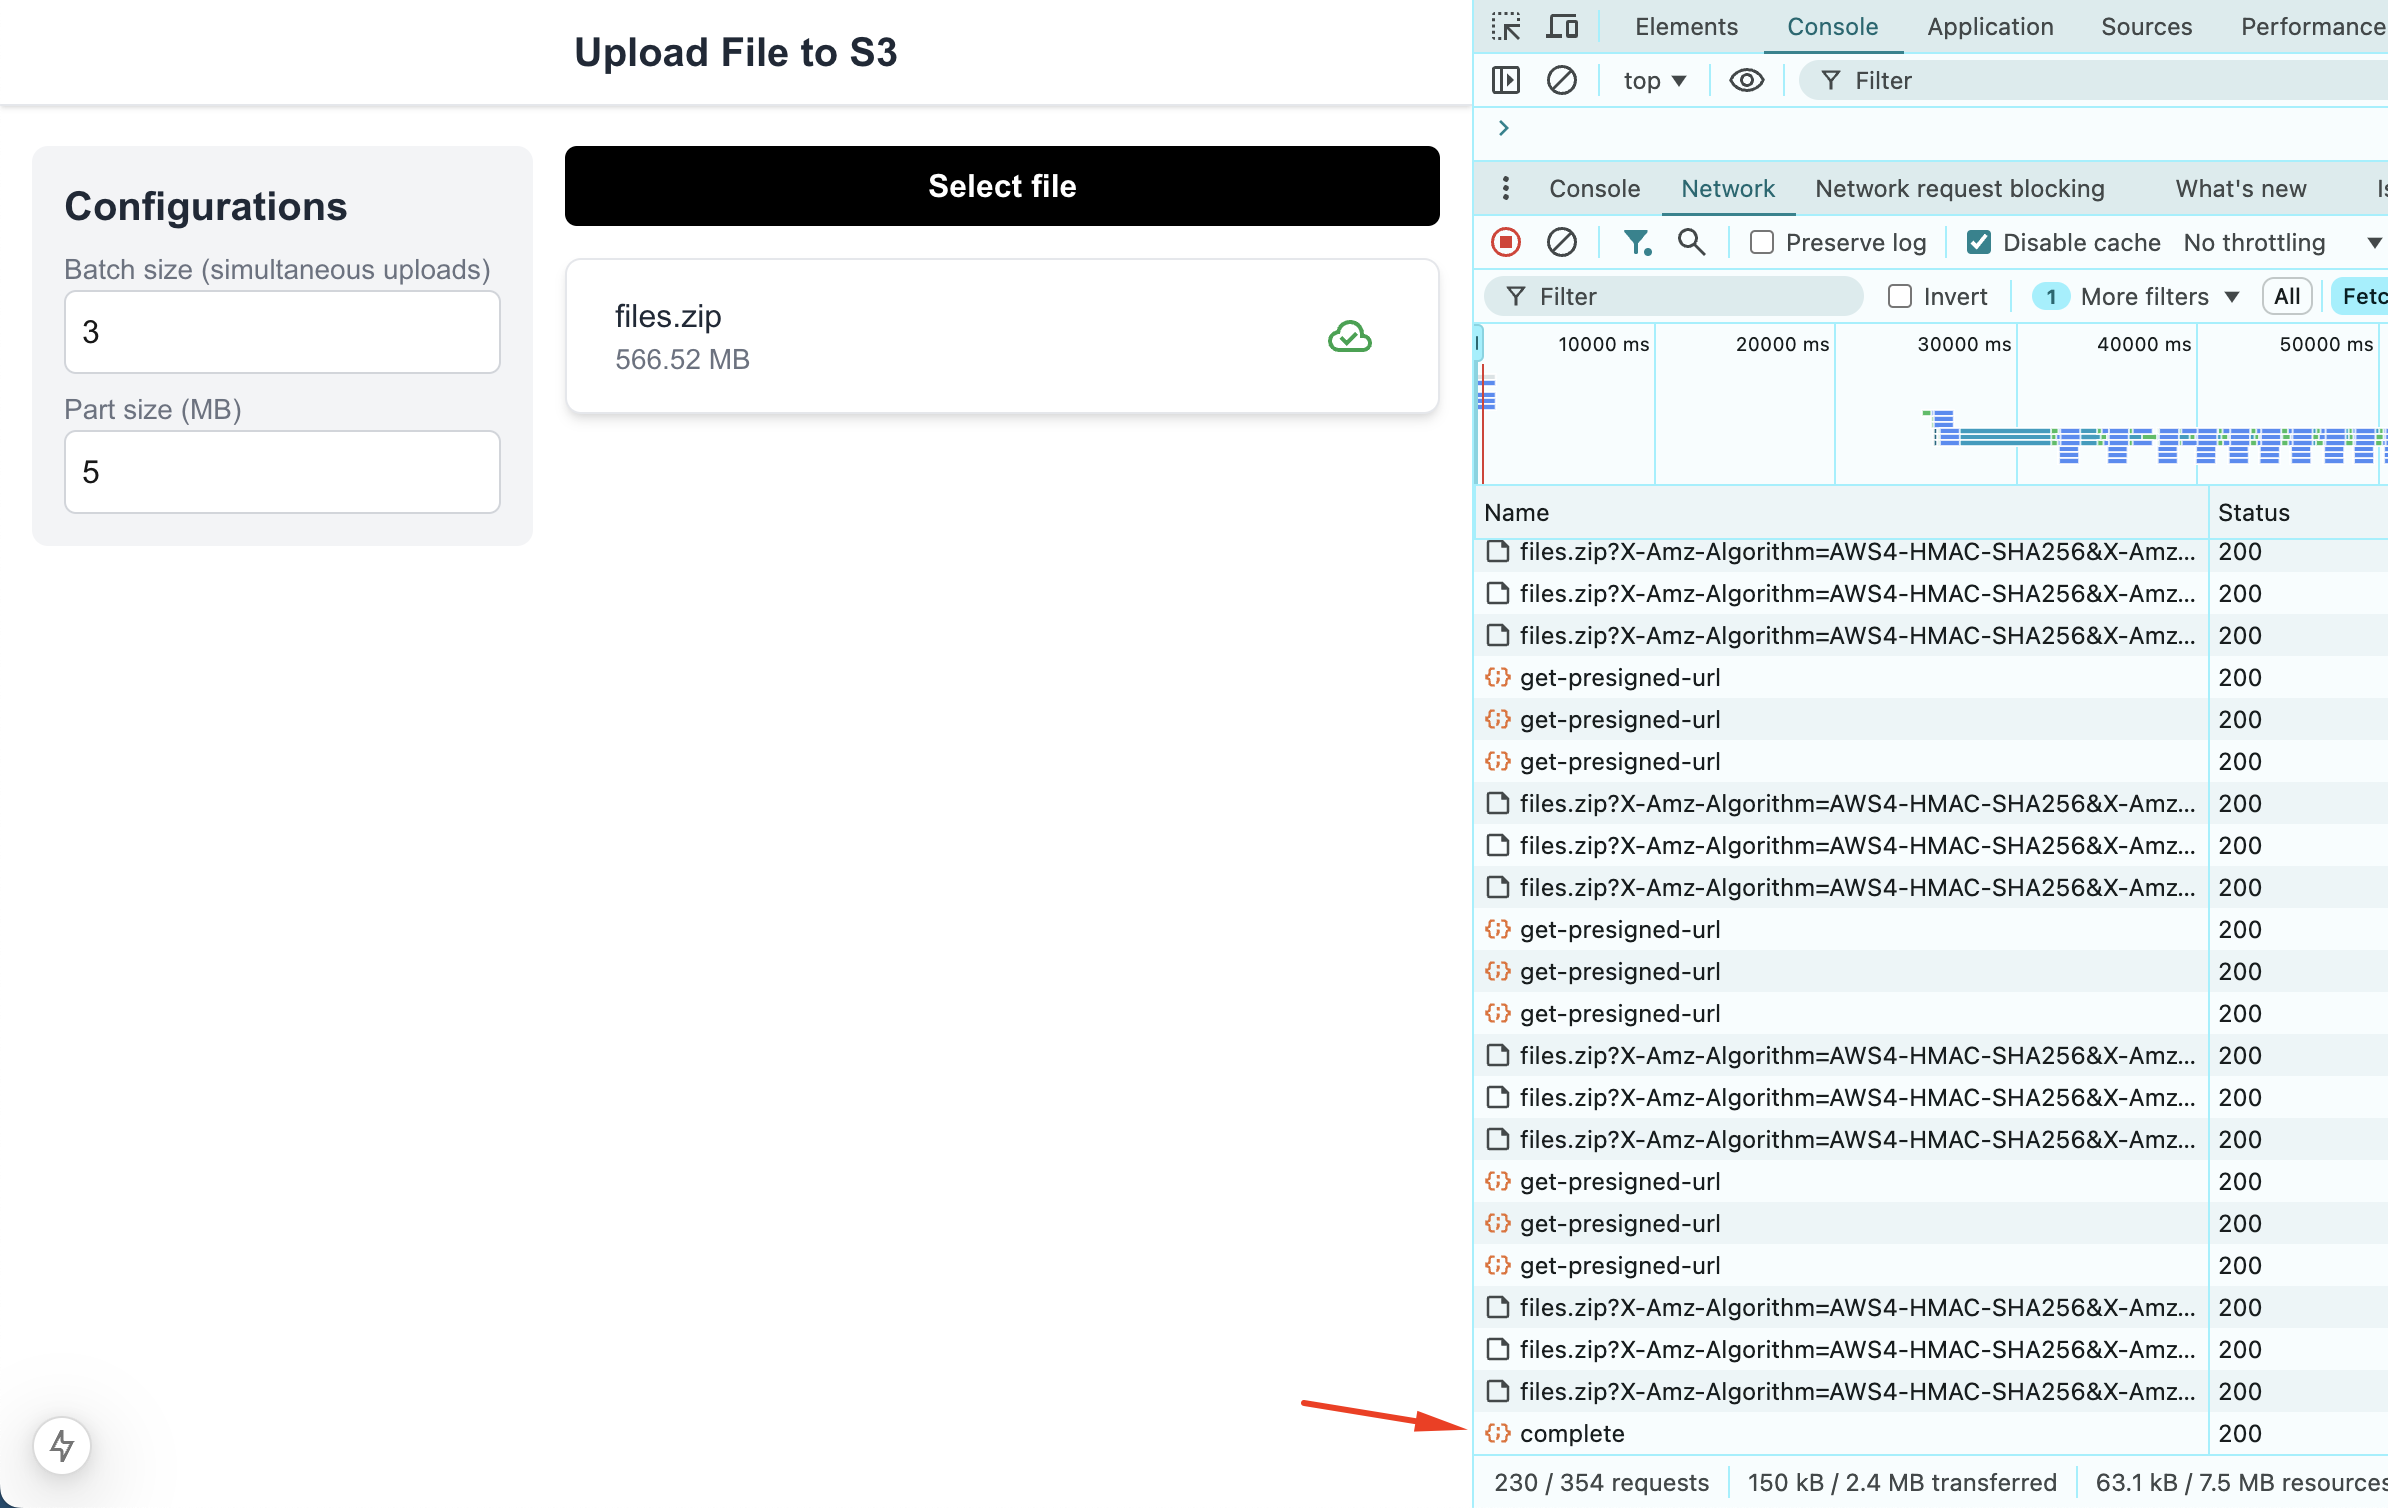 Upload File to S3
Configurations
Batch size (simultaneous uploads)
3
Part size (MB)
5
Select file
files.zip
566.52 MB
Elements Console Application Sources Performance
top Filter
Console Network Network request blocking What's new
Preserve log Disable cache No throttling
Filter Invert 1 More filters All Fetc
10000 ms 20000 ms 30000 ms 40000 ms 50000 ms
Name Status
files.zip?X-Amz-Algorithm=AWS4-HMAC-SHA256&X-Amz... 200
files.zip?X-Amz-Algorithm=AWS4-HMAC-SHA256&X-Amz... 200
files.zip?X-Amz-Algorithm=AWS4-HMAC-SHA256&X-Amz... 200
get-presigned-url 200
get-presigned-url 200
get-presigned-url 200
files.zip?X-Amz-Algorithm=AWS4-HMAC-SHA256&X-Amz... 200
files.zip?X-Amz-Algorithm=AWS4-HMAC-SHA256&X-Amz... 200
files.zip?X-Amz-Algorithm=AWS4-HMAC-SHA256&X-Amz... 200
get-presigned-url 200
get-presigned-url 200
get-presigned-url 200
files.zip?X-Amz-Algorithm=AWS4-HMAC-SHA256&X-Amz... 200
files.zip?X-Amz-Algorithm=AWS4-HMAC-SHA256&X-Amz... 200
files.zip?X-Amz-Algorithm=AWS4-HMAC-SHA256&X-Amz... 200
get-presigned-url 200
get-presigned-url 200
get-presigned-url 200
files.zip?X-Amz-Algorithm=AWS4-HMAC-SHA256&X-Amz... 200
files.zip?X-Amz-Algorithm=AWS4-HMAC-SHA256&X-Amz... 200
files.zip?X-Amz-Algorithm=AWS4-HMAC-SHA256&X-Amz... 200
complete 200
230 / 354 requests 150 kB / 2.4 MB transferred 63.1 kB / 7.5 MB resources